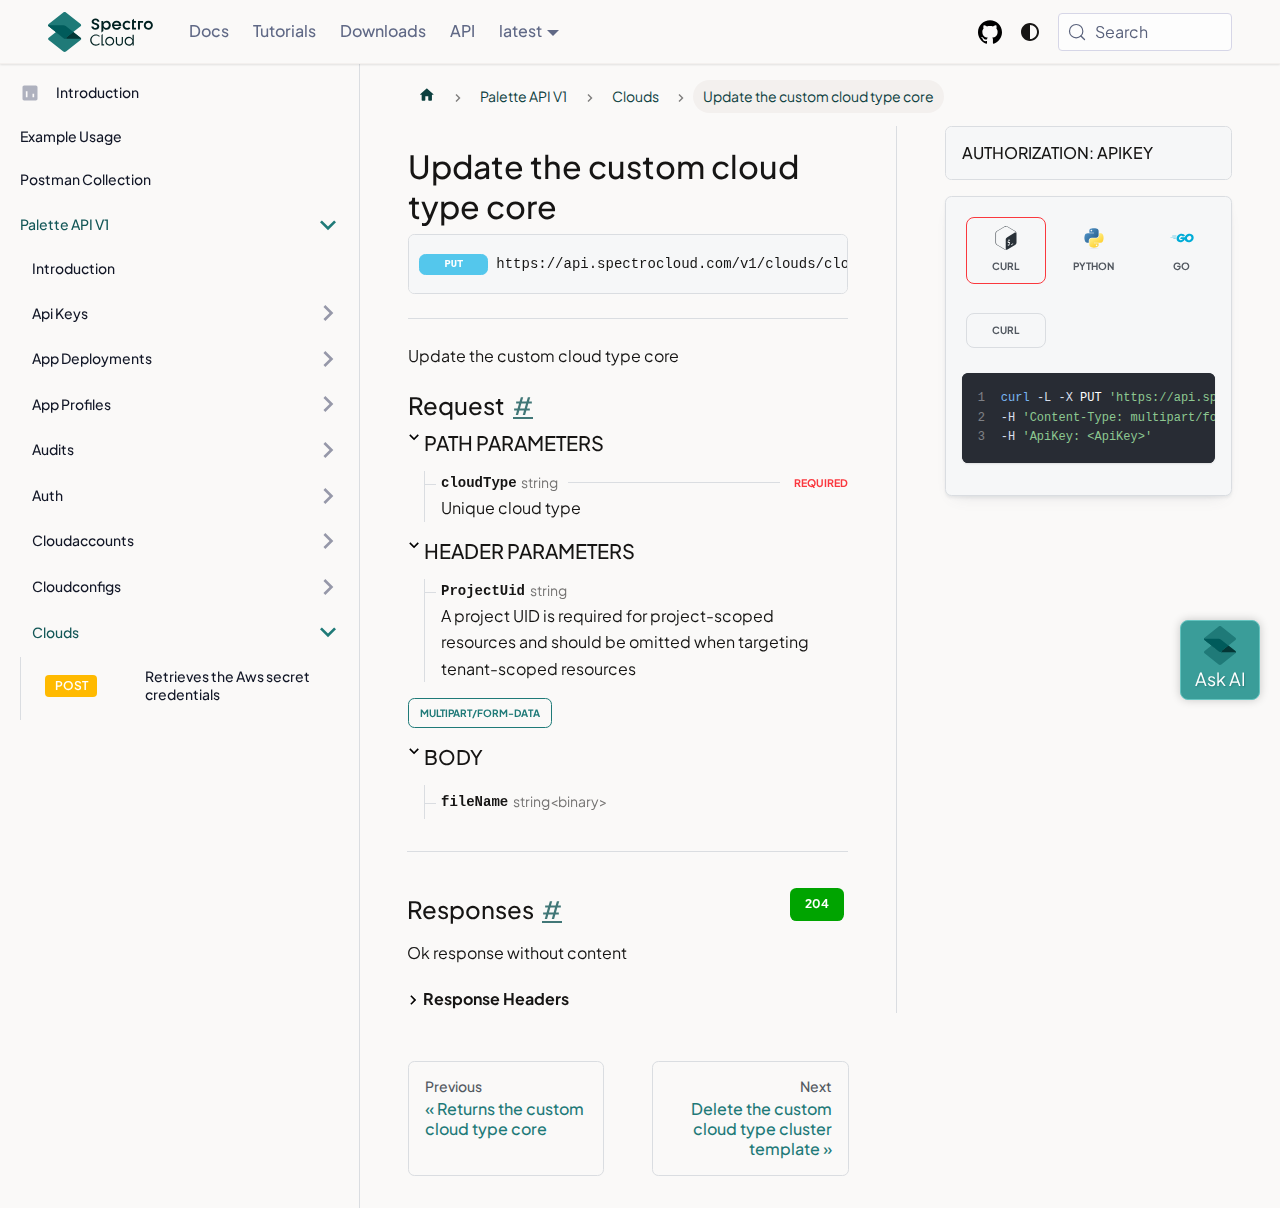 Spectro
Cloud
Docs
Tutorials
Downloads
API
latest
Search
Introduction
Example Usage
Postman Collection
Palette API V1
Introduction
Api Keys
App Deployments
App Profiles
Audits
Auth
Cloudaccounts
Cloudconfigs
Clouds
POST
Retrieves the Aws secret
credentials
Palette API V1
Clouds
Update the custom cloud type core
Update the custom cloud
type core
PUT
https://api.spectrocloud.com/v1/clouds/clo
Update the custom cloud type core
Request #
PATH PARAMETERS
cloudType string
REQUIRED
Unique cloud type
HEADER PARAMETERS
ProjectUid string
A project UID is required for project-scoped
resources and should be omitted when targeting
tenant-scoped resources
MULTIPART/FORM-DATA
BODY
fileName string<binary>
Responses #
204
Ok response without content
Response Headers
Previous
« Returns the custom
cloud type core
Next
Delete the custom
cloud type cluster
template »
AUTHORIZATION: APIKEY
CURL
PYTHON
GO
CURL
1 curl -L -X PUT 'https://api.sp
2 -H 'Content-Type: multipart/fo
3 -H 'ApiKey: <ApiKey>'
Ask AI